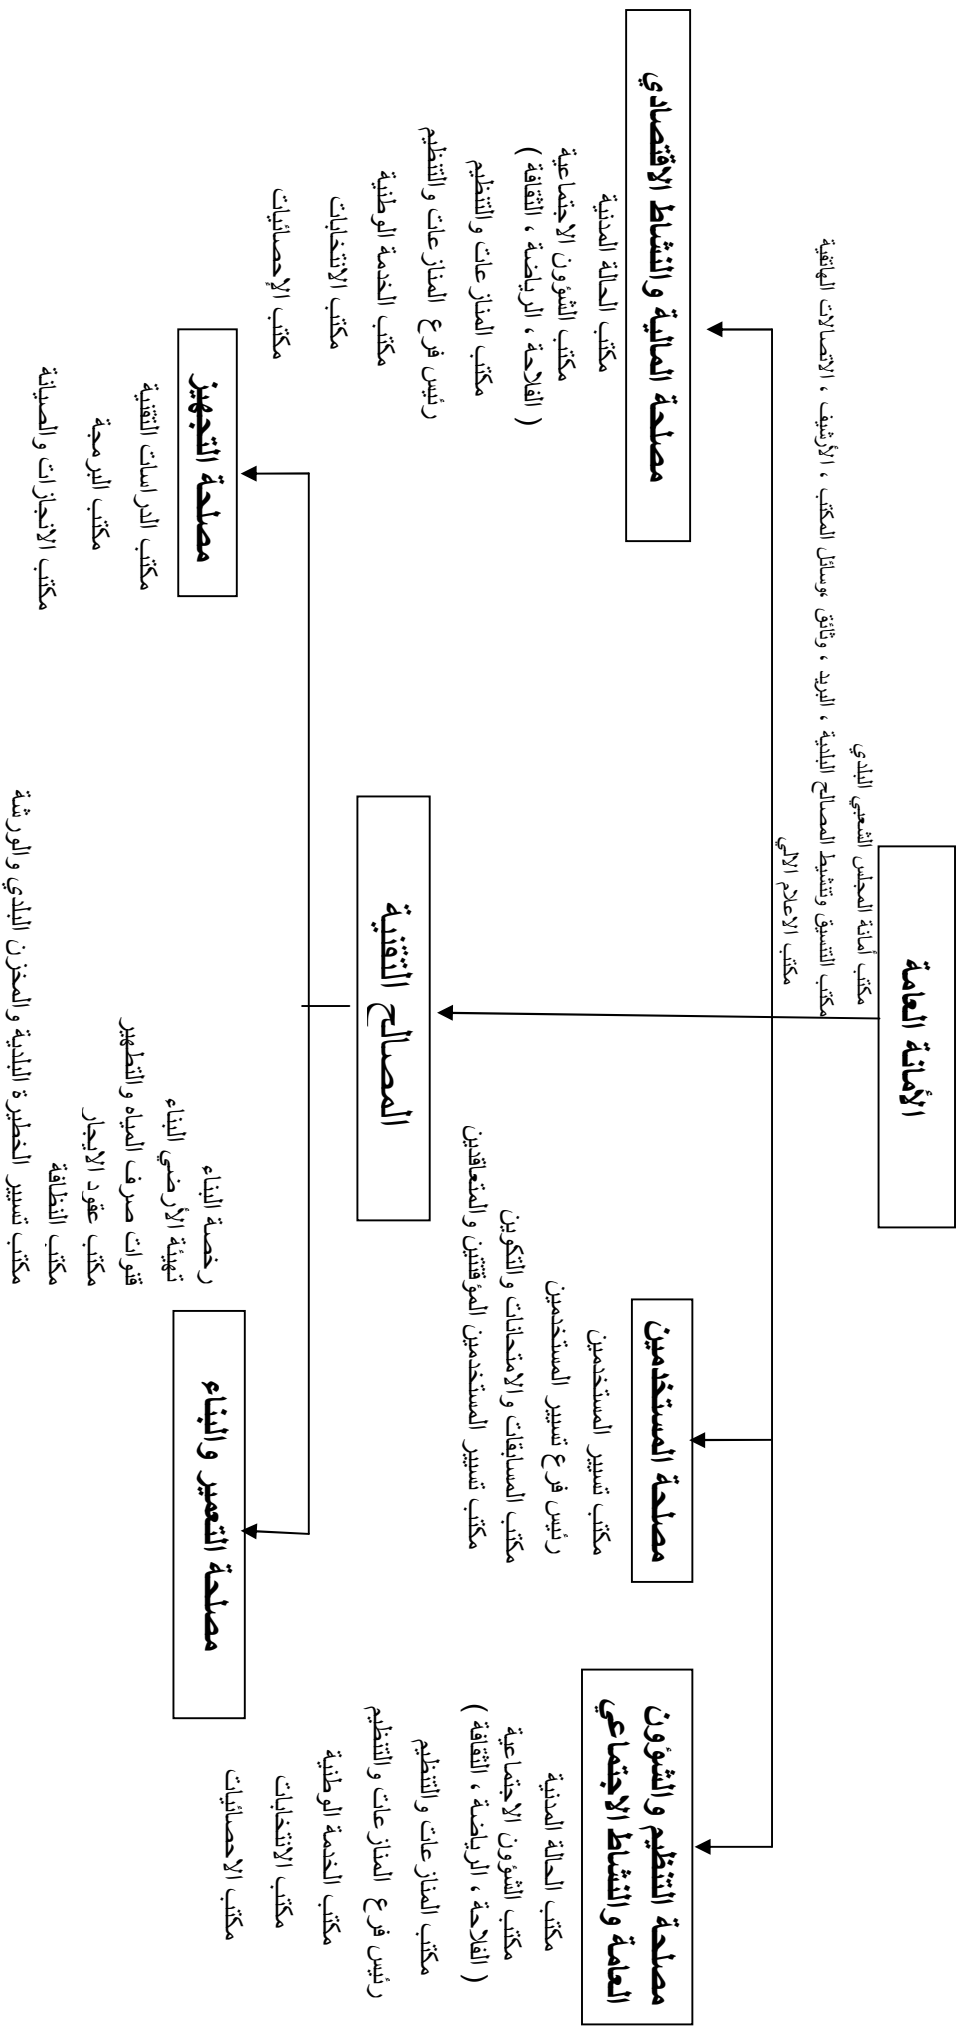 الأمانة العامة
مكتب أمانة المجلس الشعبي البلدي
مكتب التنسيق وتنشيط المصالح البلدية ، البريد ، وثائق ،وسائل المكتب ، الأرشيف ، الاتصالات الهاتفية
مكتب الاعلام الالي
مصلحة التنظيم والشؤون
العامة والنشاط الاجتماعي
مكتب الحالة المدنية
مكتب الشؤون الاجتماعية
( الفلاحة ، الرياضة ، الثقافة )
مكتب المنازعات والتنظيم
رئيس فرع المنازعات والتنظيم
مكتب الخدمة الوطنية
مكتب الانتخابات
مكتب الاحصائيات
مصلحة المستخدمين
مكتب تسيير المستخدمين
رئيس فرع تسيير المستخدمين
مكتب المسابقات والامتحانات والتكوين
مكتب تسيير المستخدمين المؤقتين والمتعاقدين
مصلحة المالية والنشاط الاقتصادي
مكتب الحالة المدنية
مكتب الشؤون الاجتماعية
( الفلاحة ، الرياضة ، الثقافة )
مكتب المنازعات والتنظيم
رئيس فرع المنازعات والتنظيم
مكتب الخدمة الوطنية
مكتب الانتخابات
مكتب الإحصائيات
المصالح التقنية
مصلحة التعمير والبناء
رخصة البناء
تهيئة الأرضي البناء
قنوات صرف المياه والتطهير
مكتب عقود الايجار
مكتب النظافة
مكتب تسيير الخطيرة البلدية والمخزن البلدي والورشة
مصلحة التجهيز
مكتب الدراسات التقنية
مكتب البرمجة
مكتب الانجازات والصيانة